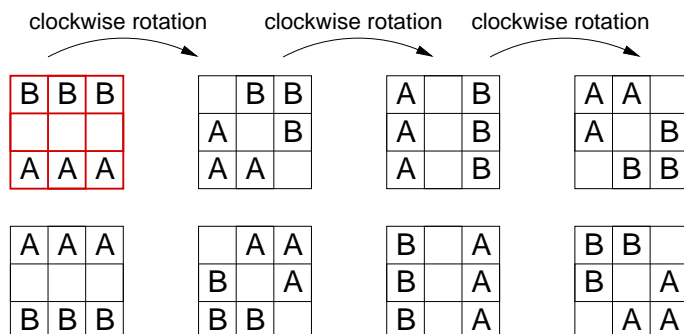 clockwise rotation clockwise rotation clockwise rotation
B B B B B A B A A
A B A B A B
A A A A A A B B B
A A A A A B A B B
B A B A B A
B B B B B B A A A